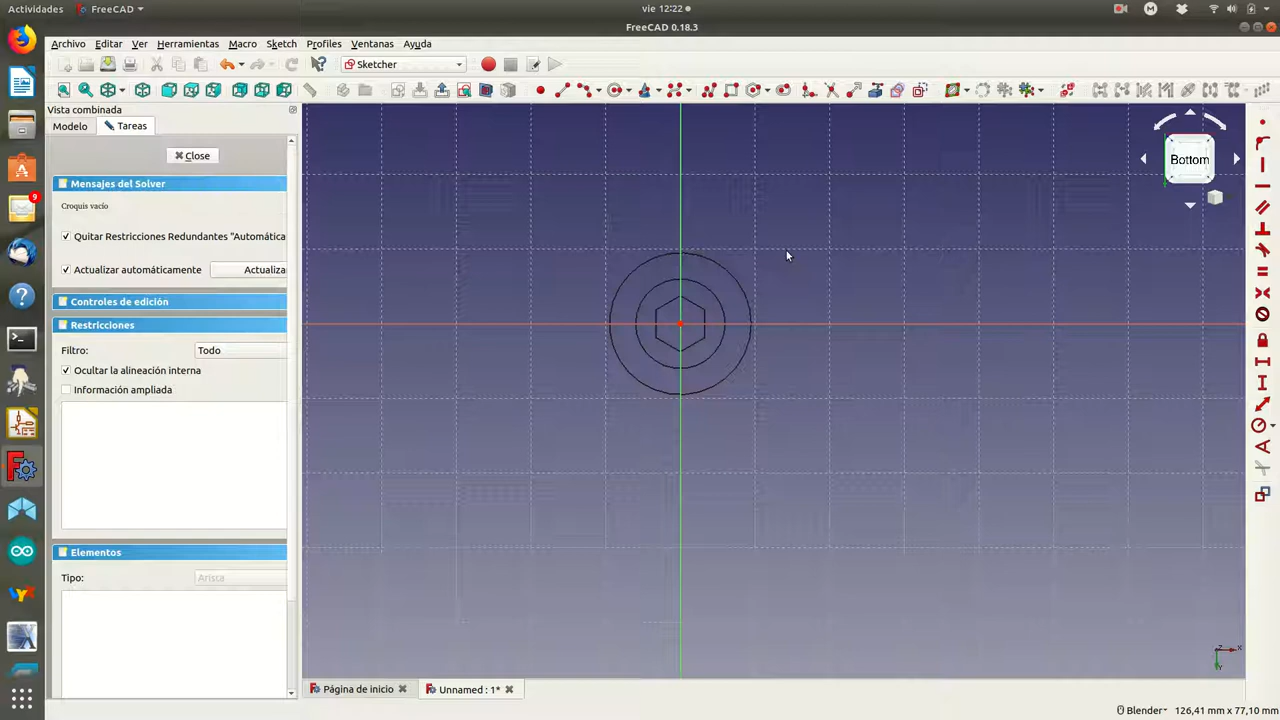 Actividades
FreeCAD
vie 12:22
FreeCAD 0.18.3
Archivo
Editar
Ver
Herramientas
Macro
Sketch
Profiles
Ventanas
Ayuda
Sketcher
Vista combinada
Modelo
Tareas
Close
Mensajes del Solver
Croquis vacío
Quitar Restricciones Redundantes "Automática
Actualizar automáticamente
Actualiza
Controles de edición
Restricciones
Filtro:
Todo
Ocultar la alineación interna
Información ampliada
Elementos
Tipo:
Arista
Bottom
9
Página de inicio
Unnamed : 1*
Blender
126,41 mm x 77,10 mm